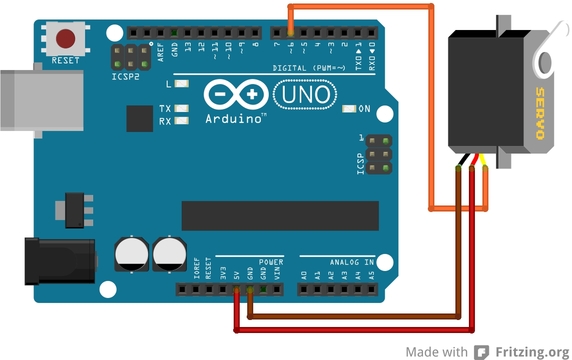 RESET
ICSP2
AREF
GND
13
12
~11
~10
~9
8
7
~6
~5
4
~3
2
TX0▶1
RX0◀0
DIGITAL (PWM=~)
L
TX
RX
UNO
Arduino™
ON
1
ICSP
SERVO
POWER
ANALOG IN
IOREF
RESET
3V3
5V
GND
GND
VIN
A0
A1
A2
A3
A4
A5
Made with Fritzing.org